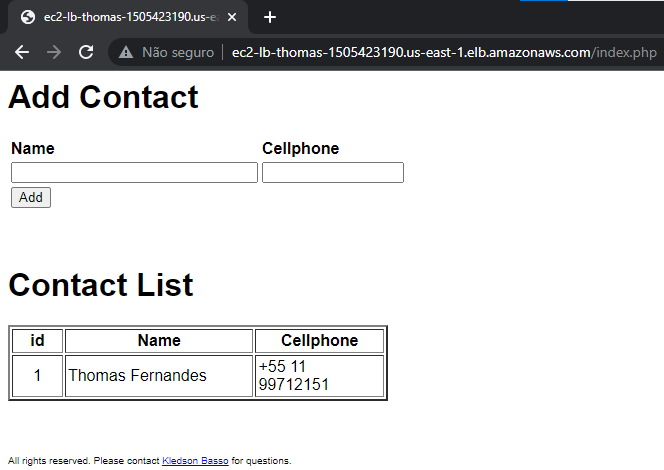 ec2-lb-thomas-1505423190.us-ea
Não seguro ec2-lb-thomas-1505423190.us-east-1.elb.amazonaws.com/index.php
Add Contact
Name Cellphone
Add
Contact List
id Name Cellphone
1 Thomas Fernandes +55 11
99712151
All rights reserved. Please contact Kledson Basso for questions.